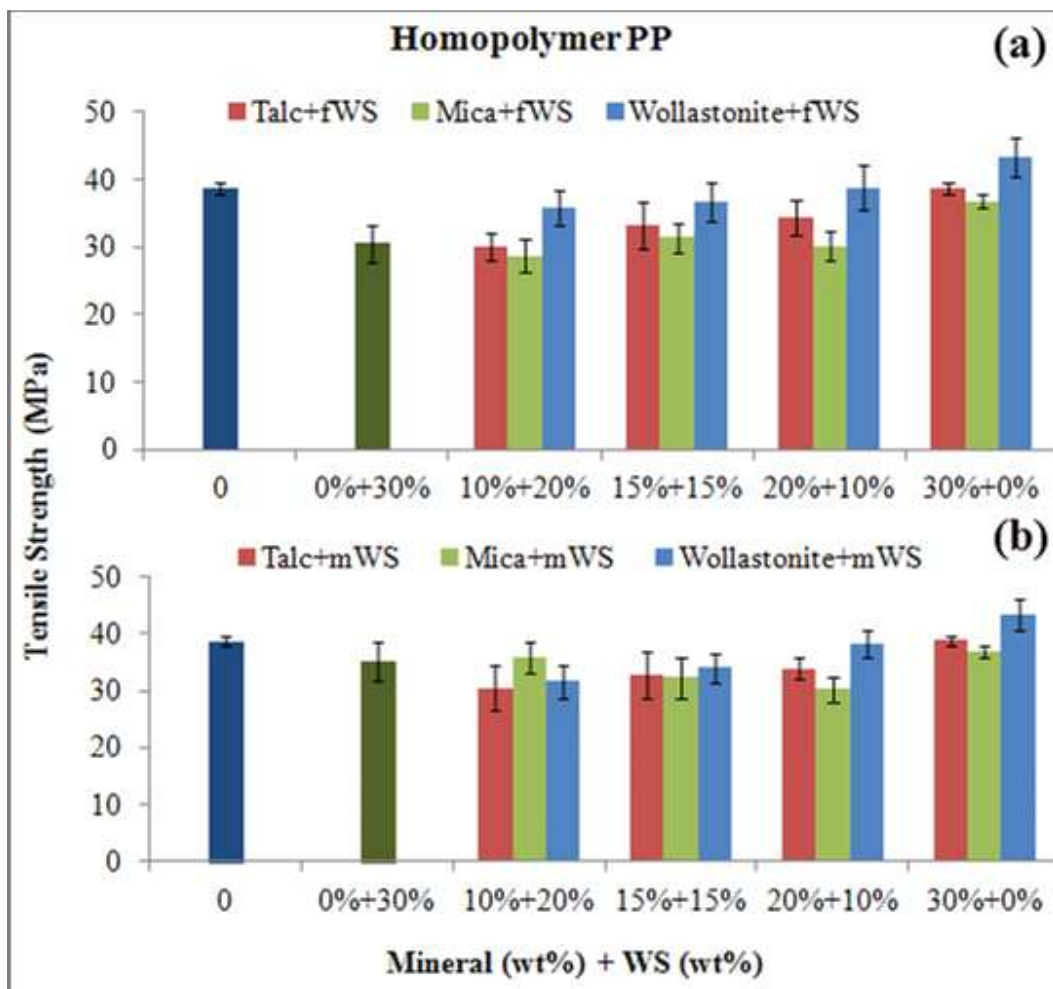 Homopolymer PP
(a)
Talc+fWS Mica+fWS Wollastonite+fWS
50
40
30
20
10
0
0 0%+30% 10%+20% 15%+15% 20%+10% 30%+0%
Tensile Strength (MPa)
(b)
Talc+mWS Mica+mWS Wollastonite+mWS
50
40
30
20
10
0
0 0%+30% 10%+20% 15%+15% 20%+10% 30%+0%
Mineral (wt%) + WS (wt%)